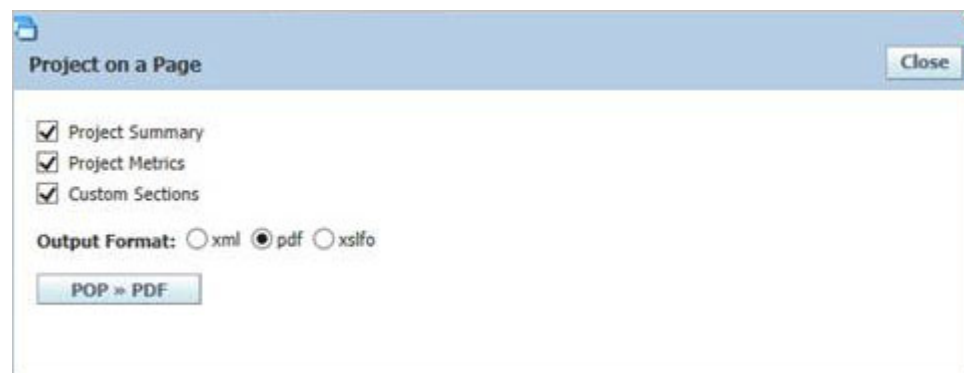 Project on a Page
Close
Project Summary
Project Metrics
Custom Sections
Output Format: xml pdf xslfo
POP » PDF